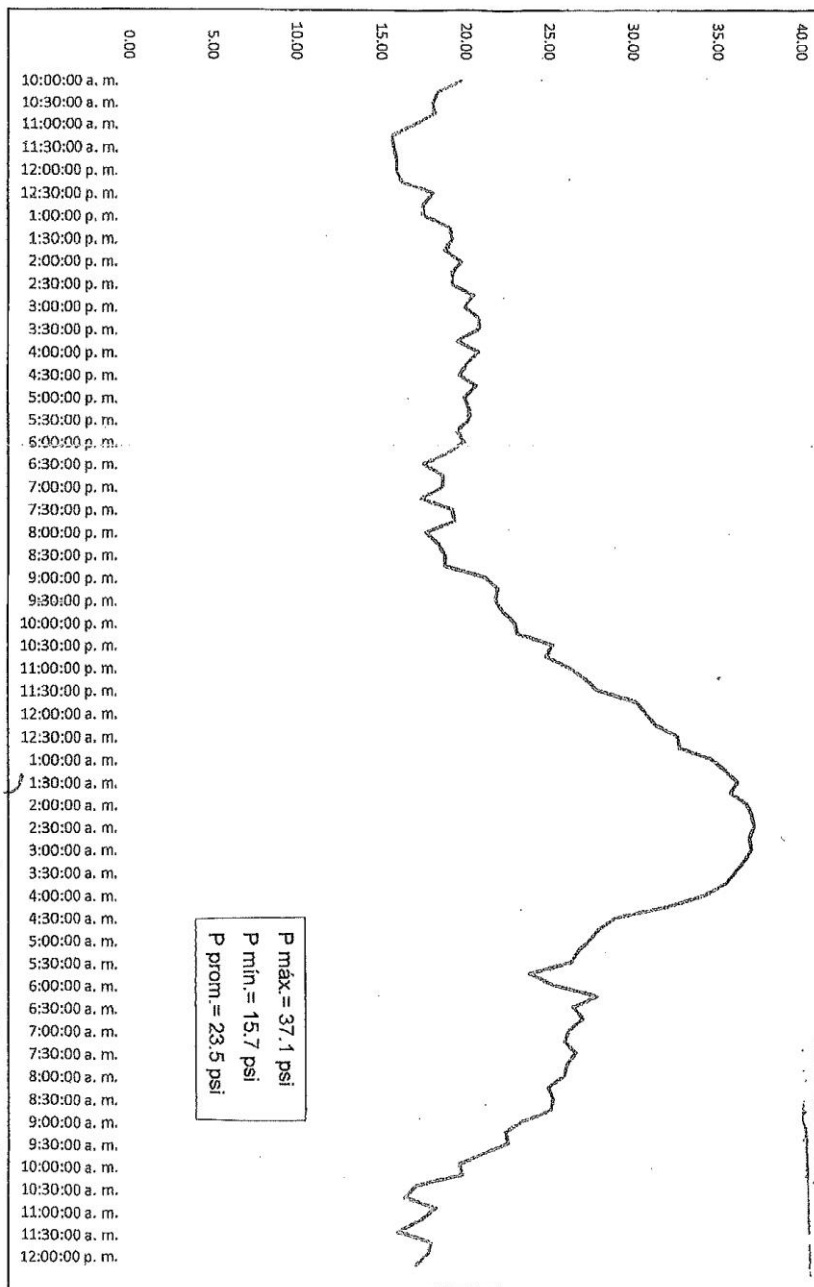 0.00
5.00
10.00
15.00
20.00
25.00
30.00
35.00
40.00
10:00:00 a. m.
10:30:00 a. m.
11:00:00 a. m.
11:30:00 a. m.
12:00:00 p. m.
12:30:00 p. m.
1:00:00 p. m.
1:30:00 p. m.
2:00:00 p. m.
2:30:00 p. m.
3:00:00 p. m.
3:30:00 p. m.
4:00:00 p. m.
4:30:00 p. m.
5:00:00 p. m.
5:30:00 p. m.
6:00:00 p. m.
6:30:00 p. m.
7:00:00 p. m.
7:30:00 p. m.
8:00:00 p. m.
8:30:00 p. m.
9:00:00 p. m.
9:30:00 p. m.
10:00:00 p. m.
10:30:00 p. m.
11:00:00 p. m.
11:30:00 p. m.
12:00:00 a. m.
12:30:00 a. m.
1:00:00 a. m.
1:30:00 a. m.
2:00:00 a. m.
2:30:00 a. m.
3:00:00 a. m.
3:30:00 a. m.
4:00:00 a. m.
4:30:00 a. m.
5:00:00 a. m.
5:30:00 a. m.
6:00:00 a. m.
6:30:00 a. m.
7:00:00 a. m.
7:30:00 a. m.
8:00:00 a. m.
8:30:00 a. m.
9:00:00 a. m.
9:30:00 a. m.
10:00:00 a. m.
10:30:00 a. m.
11:00:00 a. m.
11:30:00 a. m.
12:00:00 p. m.
P máx.= 37.1 psi
P mín.= 15.7 psi
P prom.= 23.5 psi